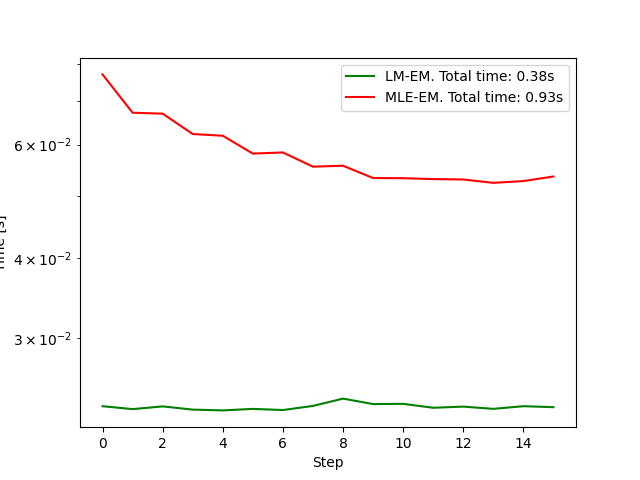 LM-EM. Total time: 0.38s
MLE-EM. Total time: 0.93s
6 × 10⁻²
4 × 10⁻²
3 × 10⁻²
0 2 4 6 8 10 12 14
Step